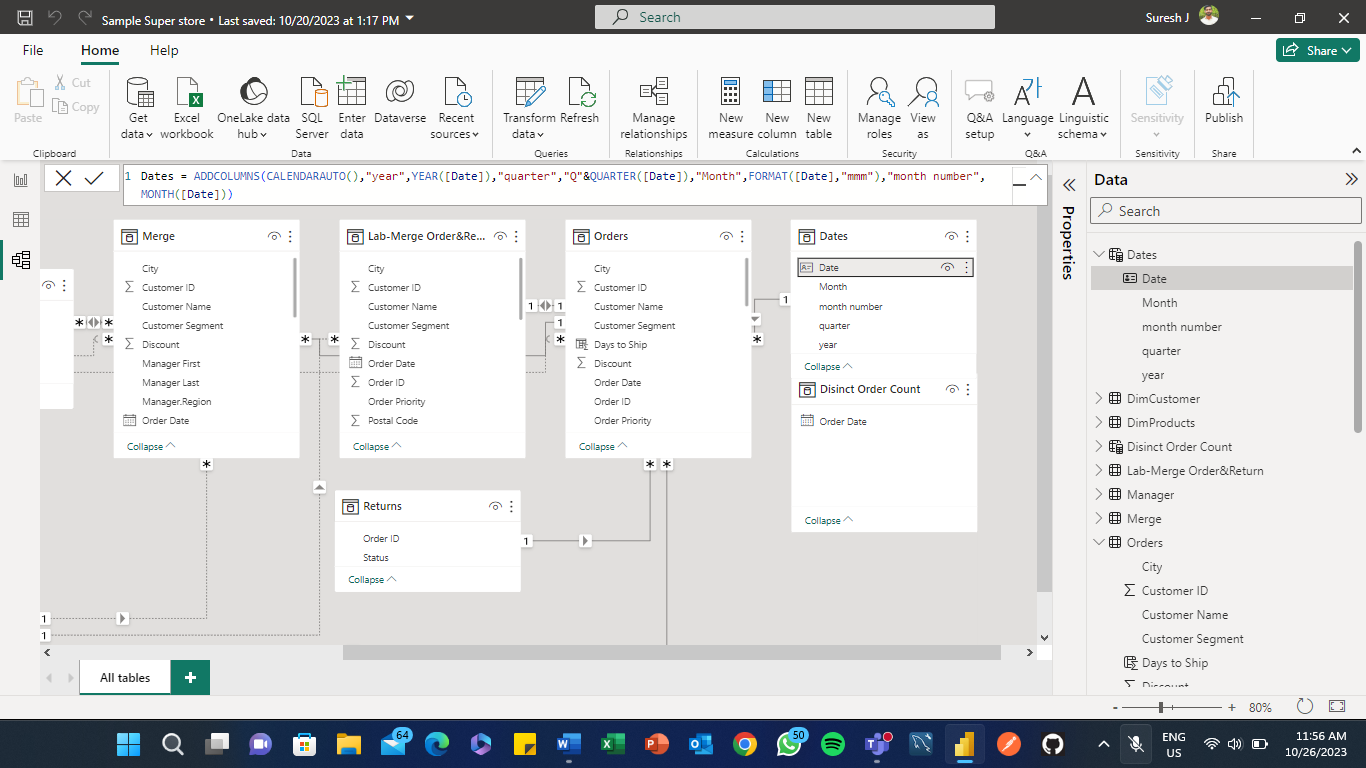 Sample Super store • Last saved: 10/20/2023 at 1:17 PM
Search
Suresh J
File
Home
Help
Share
Paste
Cut
Copy
Get data
Excel workbook
OneLake data hub
SQL Server
Enter data
Dataverse
Recent sources
Transform data
Refresh
Manage relationships
New measure
New column
New table
Manage roles
View as
Q&A setup
Language
Linguistic schema
Sensitivity
Publish
Clipboard
Data
Queries
Relationships
Calculations
Security
Q&A
Sensitivity
Share
1 Dates = ADDCOLUMNS(CALENDARAUTO(),"year",YEAR([Date]),"quarter","Q"&QUARTER([Date]),"Month",FORMAT([Date],"mmm"),"month number",
MONTH([Date]))
Merge
City
Customer ID
Customer Name
Customer Segment
Discount
Manager First
Manager Last
Manager.Region
Order Date
Collapse
Lab-Merge Order&Re...
City
Customer ID
Customer Name
Customer Segment
Discount
Order Date
Order ID
Order Priority
Postal Code
Collapse
Orders
City
Customer ID
Customer Name
Customer Segment
Days to Ship
Discount
Order Date
Order ID
Order Priority
Collapse
Dates
Date
Month
month number
quarter
year
Collapse
Disinct Order Count
Order Date
Collapse
Returns
Order ID
Status
Collapse
* *
*
* *
1 1
1
*
1
*
*
* *
1
1
1
Properties
Data
Search
Dates
Date
Month
month number
quarter
year
DimCustomer
DimProducts
Disinct Order Count
Lab-Merge Order&Return
Manager
Merge
Orders
City
Customer ID
Customer Name
Customer Segment
Days to Ship
Discount
All tables
+
- + 80%
64
50
ENG
US
11:56 AM
10/26/2023